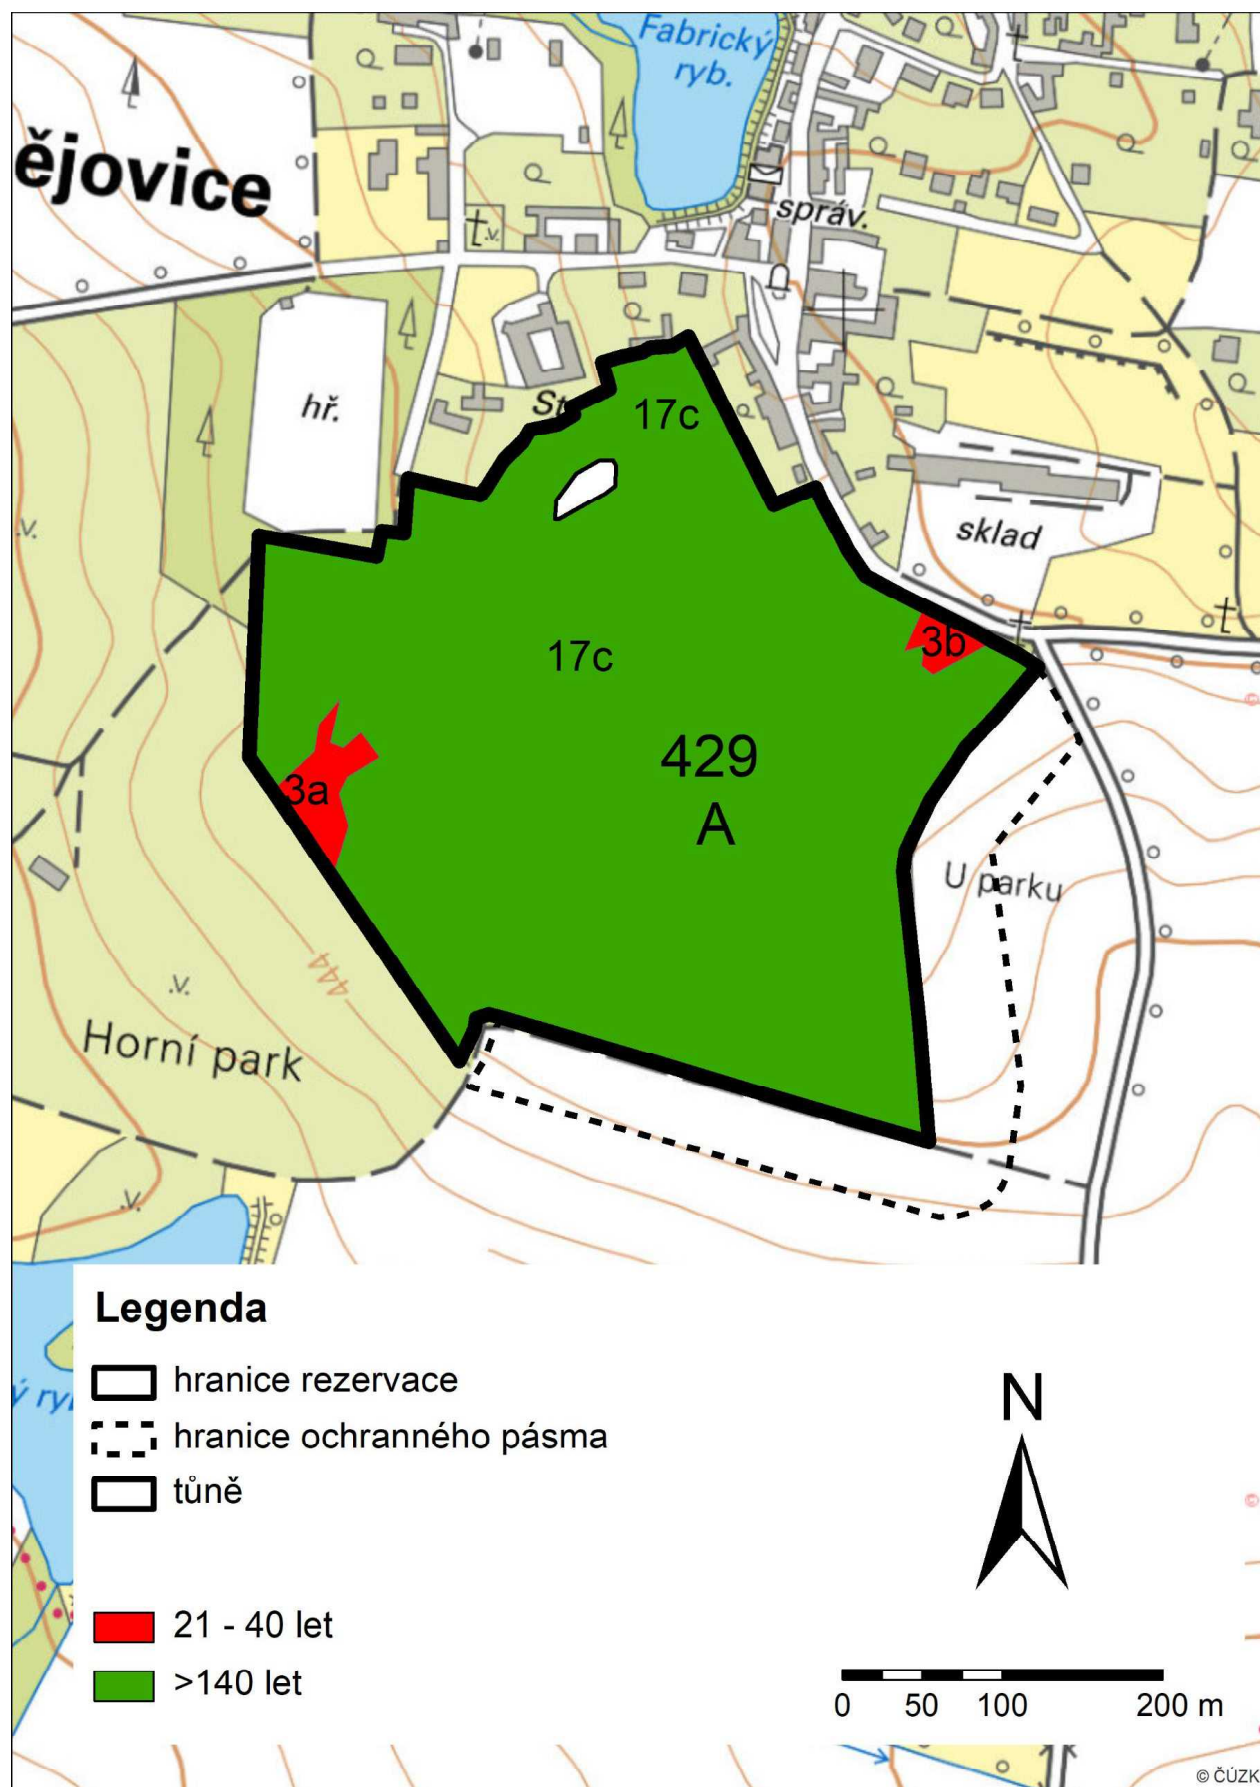 Fabrický
ryb.
ějovice
správ.
.v.
hř.
St
17c
.v.
sklad
3b
17c
429
A
3a
U parku
444
.v.
Horní park
.v.
Legenda
hranice rezervace
hranice ochranného pásma
tůně
ý ry
N
21 - 40 let
>140 let
0 50 100 200 m
© ČÚZK